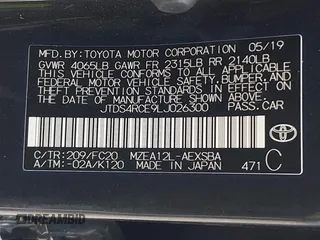 MFD.BY:TOYOTA MOTOR CORPORATION 05/19
GVWR 4065LB GAWR FR 2315LB RR 2140LB
THIS VEHICLE CONFORMS TO ALL APPLICABLE
FEDERAL MOTOR VEHICLE SAFETY,
BUMPER, AND THEFT PREVENTION
STANDARDS IN EFFECT ON THE DATE OF
MANUFACTURE SHOWN ABOVE.
JTDS4RCE9LJ026300 PASS.CAR
C/TR:209/FC20 MZEA12L-AEXSBA
A/TM:-02A/K120 MADE IN JAPAN 471 C
TOYOTA